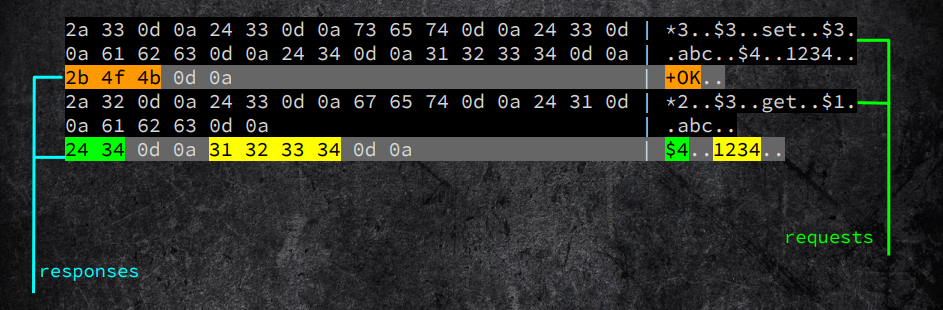 2a 33 0d 0a 24 33 0d 0a 73 65 74 0d 0a 24 33 0d | *3..$3..set..$3.
0a 61 62 63 0d 0a 24 34 0d 0a 31 32 33 34 0d 0a | .abc..$4..1234..
2b 4f 4b 0d 0a | +OK..
2a 32 0d 0a 24 33 0d 0a 67 65 74 0d 0a 24 31 0d | *2..$3..get..$1.
0a 61 62 63 0d 0a | .abc..
24 34 0d 0a 31 32 33 34 0d 0a | $4..1234..
requests
responses